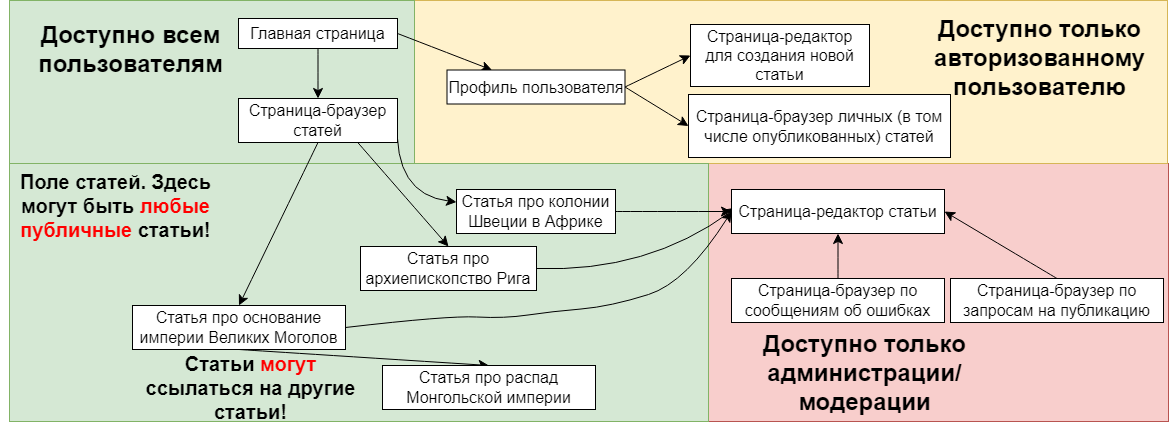 Доступно всем
пользователям
Главная страница
Страница-браузер
статей
Профиль пользователя
Страница-редактор
для создания новой
статьи
Страница-браузер личных (в том
числе опубликованных) статей
Доступно только
авторизованному
пользователю
Поле статей. Здесь
могут быть любые
публичные статьи!
Статья про колонии
Швеции в Африке
Статья про
архиепископство Рига
Статья про основание
империи Великих Моголов
Статьи могут
ссылаться на другие
статьи!
Статья про распад
Монгольской империи
Страница-редактор статьи
Страница-браузер по
сообщениям об ошибках
Страница-браузер по
запросам на публикацию
Доступно только
администрации/
модерации